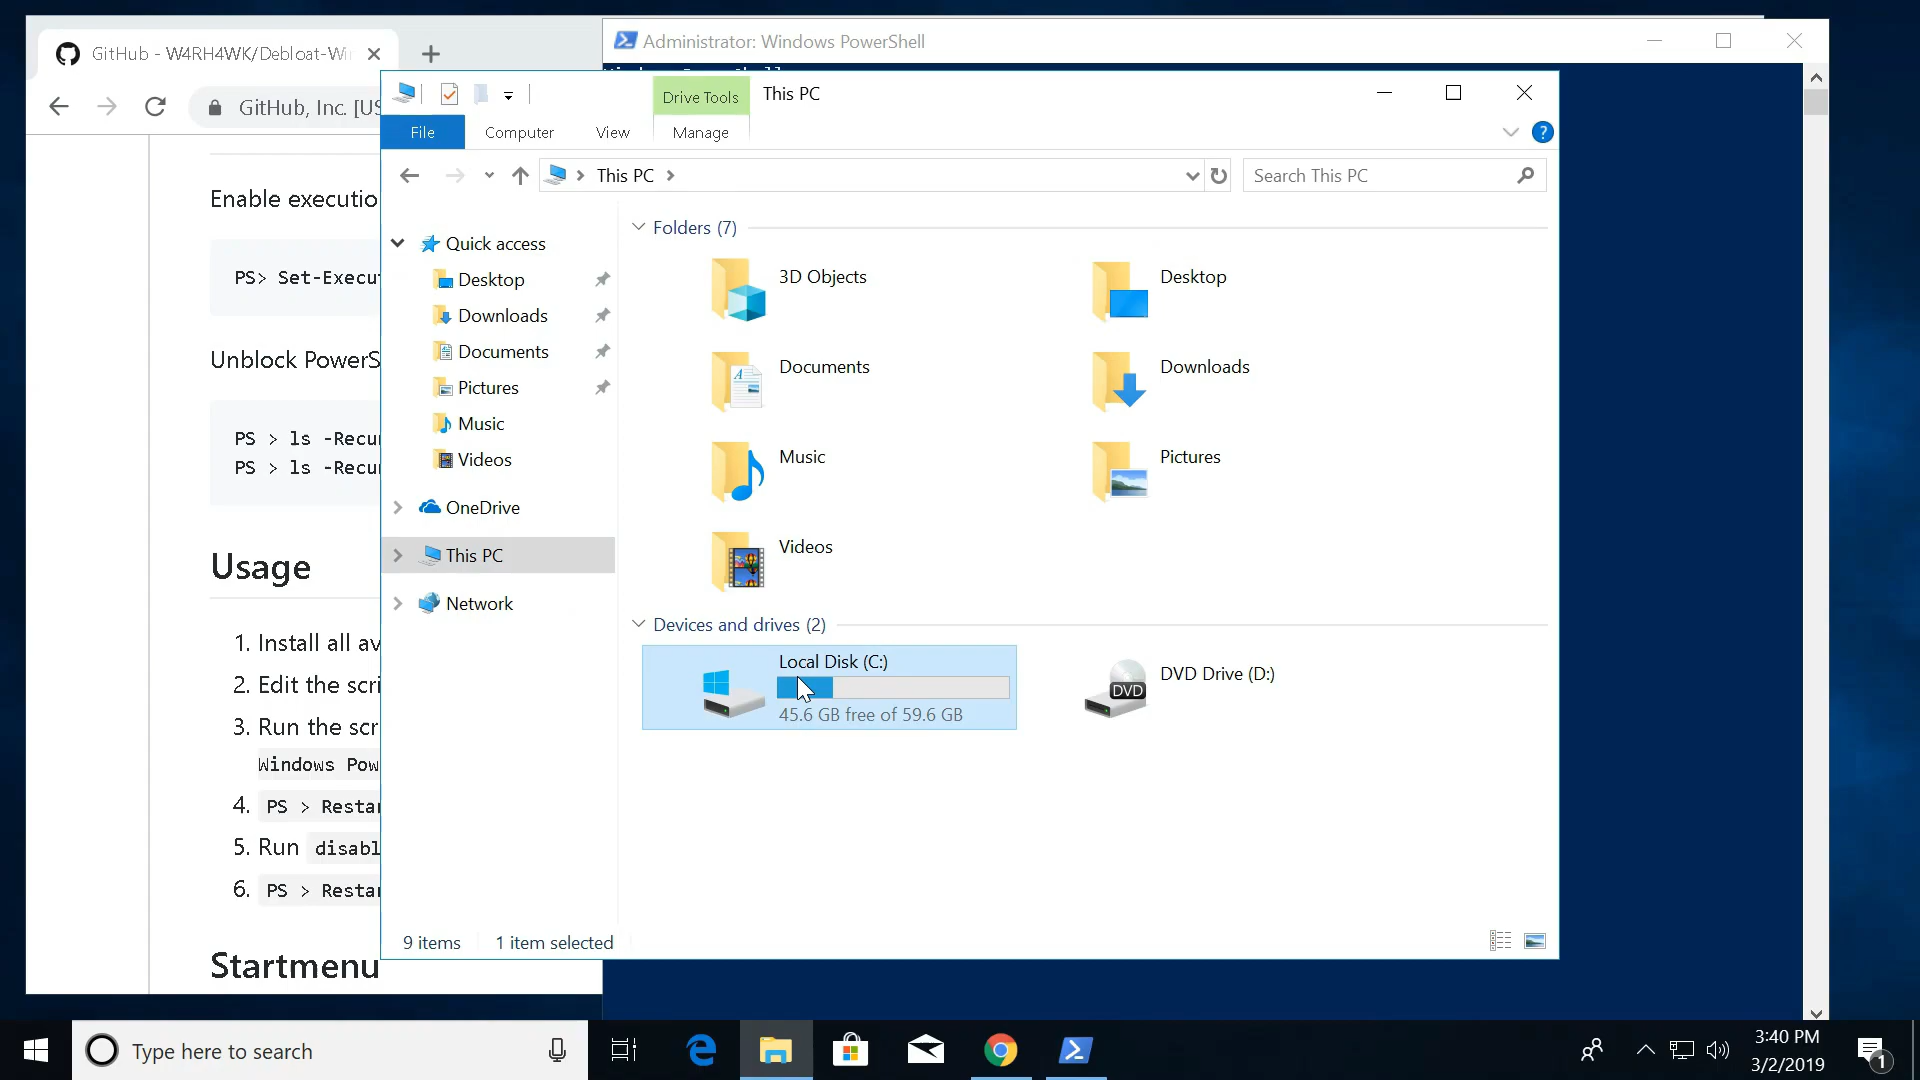 GitHub - W4RH4WK/Debloat-Wi
Administrator: Windows PowerShell
GitHub, Inc. [US
Drive Tools
This PC
File
Computer
View
Manage
This PC
Search This PC
Enable executio
PS> Set-Execut
Unblock PowerS
PS > ls -Recur
PS > ls -Recur
Usage
1. Install all av
2. Edit the scri
3. Run the scr
Windows Pow
4. PS > Restar
5. Run disabl
6. PS > Restar
Startmenu
Quick access
Desktop
Downloads
Documents
Pictures
Music
Videos
OneDrive
This PC
Network
Folders (7)
3D Objects
Desktop
Documents
Downloads
Music
Pictures
Videos
Devices and drives (2)
Local Disk (C:)
45.6 GB free of 59.6 GB
DVD Drive (D:)
DVD
9 items
1 item selected
Type here to search
3:40 PM
3/2/2019
1